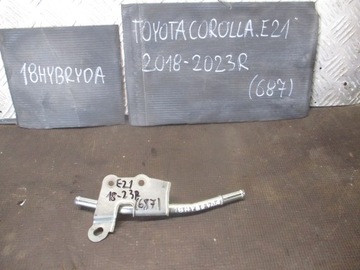 18HYBRYDA
TOYOTA COROLLA.E21
2018-2023R
(687)
E21
18-23R
(687)